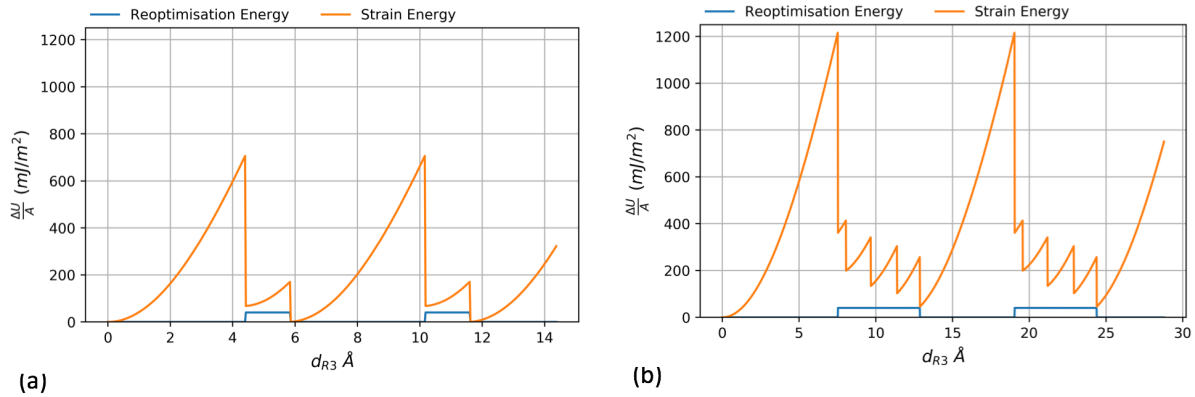 Reoptimisation Energy Strain Energy
1200
1000
800
600
400
200
0
ΔU/A (mJ/m²)
0 2 4 6 8 10 12 14
d_R3 Å
(a)
Reoptimisation Energy Strain Energy
1200
1000
800
600
400
200
0
ΔU/A (mJ/m²)
0 5 10 15 20 25 30
d_R3 Å
(b)